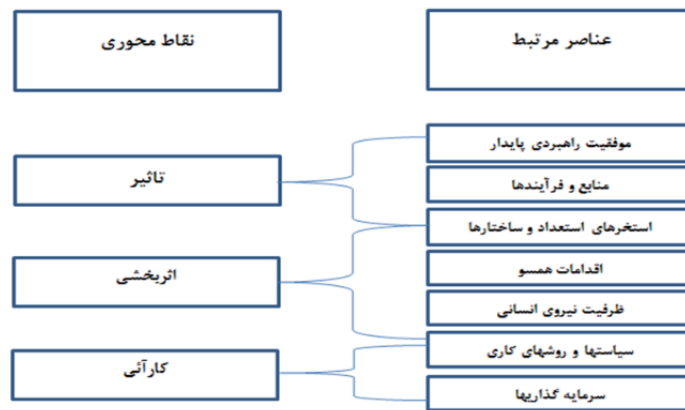 عناصر مرتبط
نقاط محوری
موفقیت راهبردی پایدار
تاثیر
منابع و فرآیندها
استخرهای استعداد و ساختارها
اقدامات همسو
اثربخشی
ظرفیت نیروی انسانی
سیاستها و روشهای کاری
کارآئی
سرمایه گذاریها